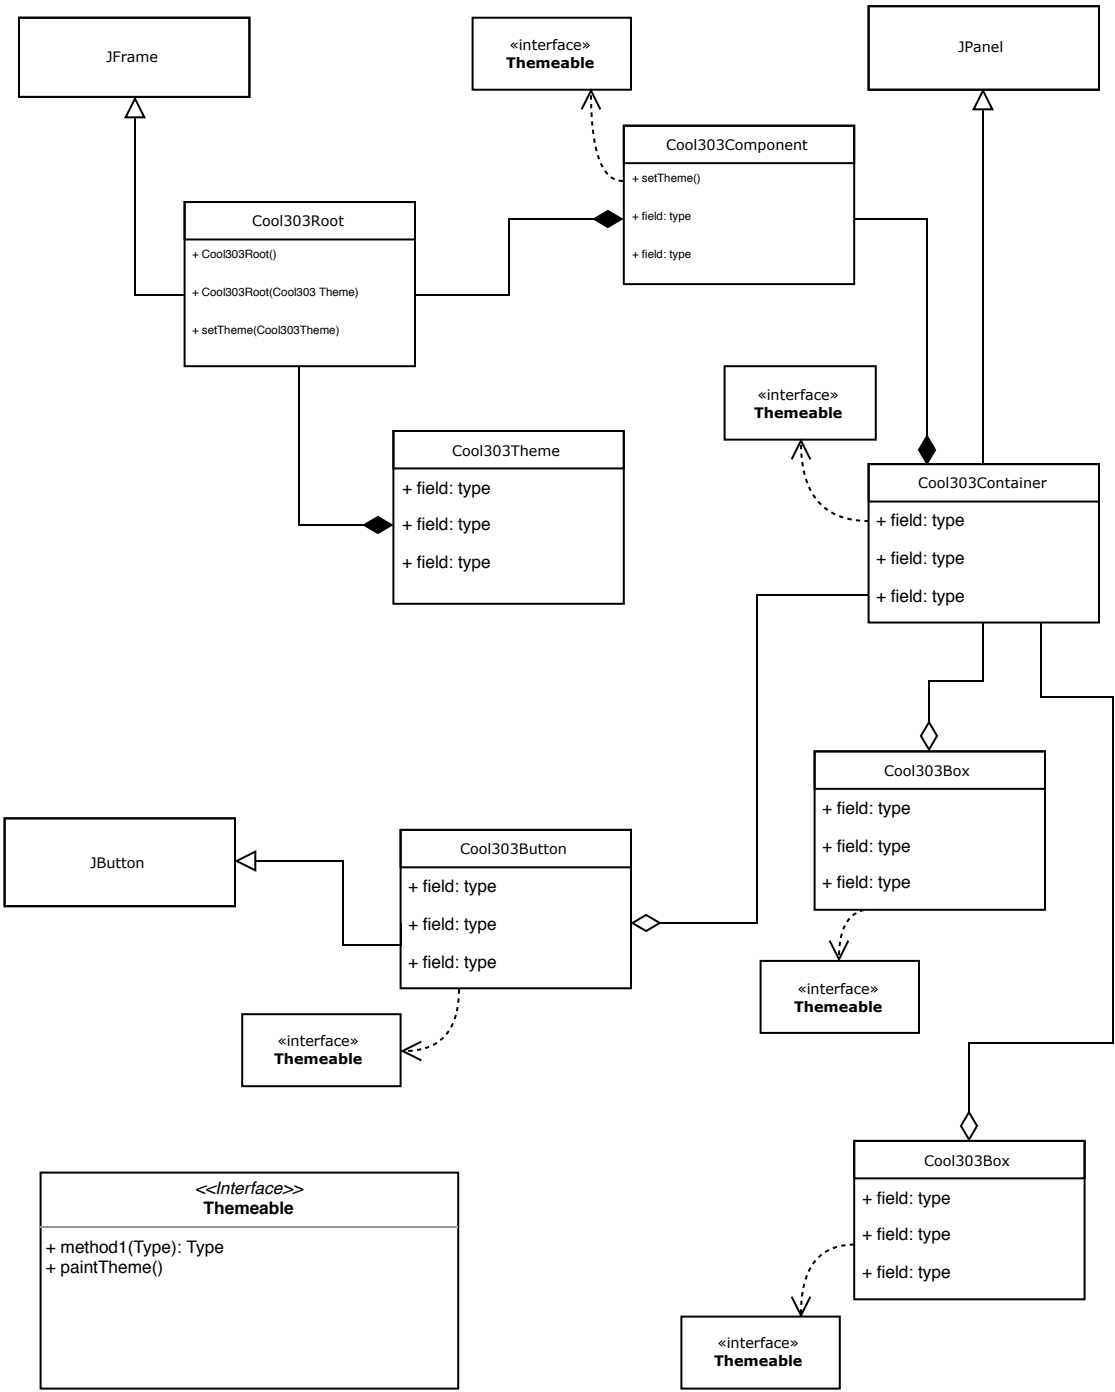 JFrame
«interface»
Themeable
JPanel
Cool303Component
+ setTheme()
+ field: type
+ field: type
Cool303Root
+ Cool303Root()
+ Cool303Root(Cool303 Theme)
+ setTheme(Cool303Theme)
«interface»
Themeable
Cool303Theme
+ field: type
+ field: type
+ field: type
Cool303Container
+ field: type
+ field: type
+ field: type
Cool303Box
+ field: type
+ field: type
+ field: type
JButton
Cool303Button
+ field: type
+ field: type
+ field: type
«interface»
Themeable
«interface»
Themeable
Cool303Box
+ field: type
+ field: type
+ field: type
<<Interface>>
Themeable
+ method1(Type): Type
+ paintTheme()
«interface»
Themeable